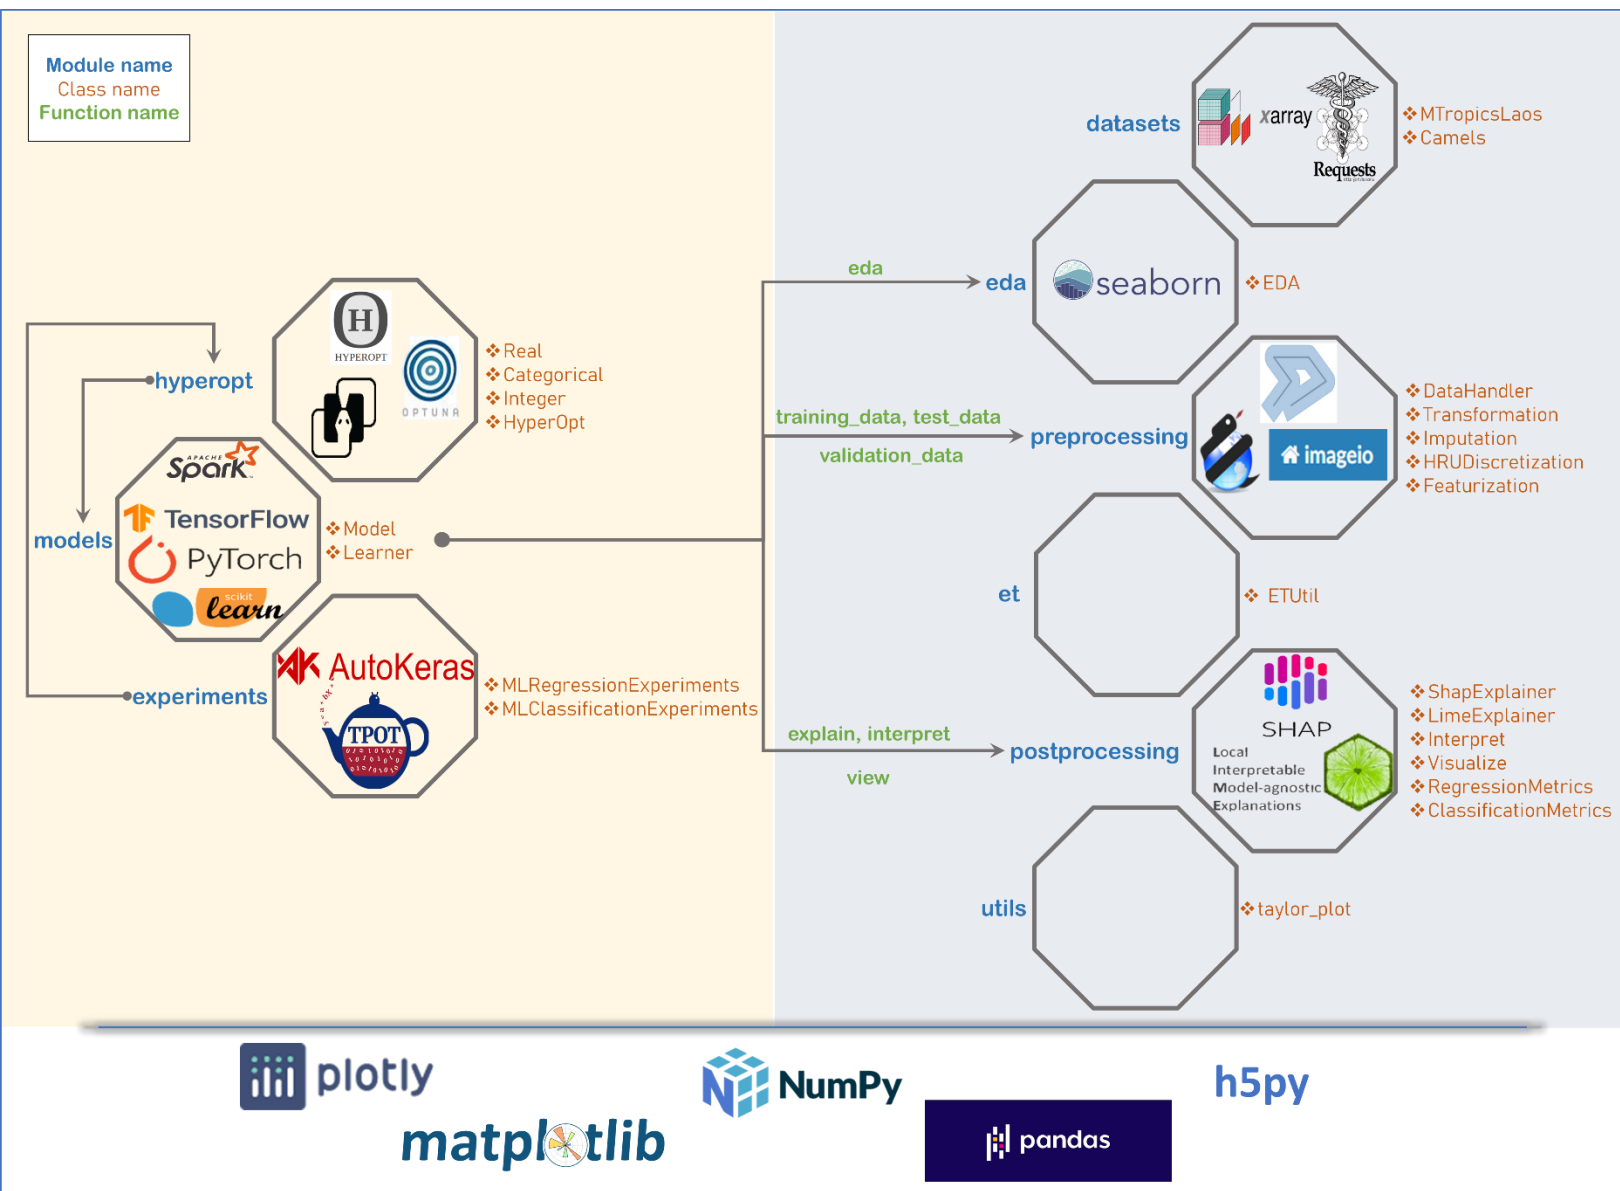 Module name
Class name
Function name
datasets
xarray
Requests
❖MTropicsLaos
❖Camels
eda
eda
seaborn
❖EDA
H
HYPEROPT
OPTUNA
hyperopt
❖Real
❖Categorical
❖Integer
❖HyperOpt
training_data, test_data
validation_data
preprocessing
imageio
❖DataHandler
❖Transformation
❖Imputation
❖HRUDiscretization
❖Featurization
APACHE
Spark
TensorFlow
PyTorch
scikit
learn
models
❖Model
❖Learner
et
❖ ETUtil
AutoKeras
TPOT
experiments
❖MLRegressionExperiments
❖MLClassificationExperiments
explain, interpret
view
postprocessing
SHAP
Local
Interpretable
Model-agnostic
Explanations
❖ShapExplainer
❖LimeExplainer
❖Interpret
❖Visualize
❖RegressionMetrics
❖ClassificationMetrics
utils
❖taylor_plot
plotly
NumPy
h5py
matplotlib
pandas